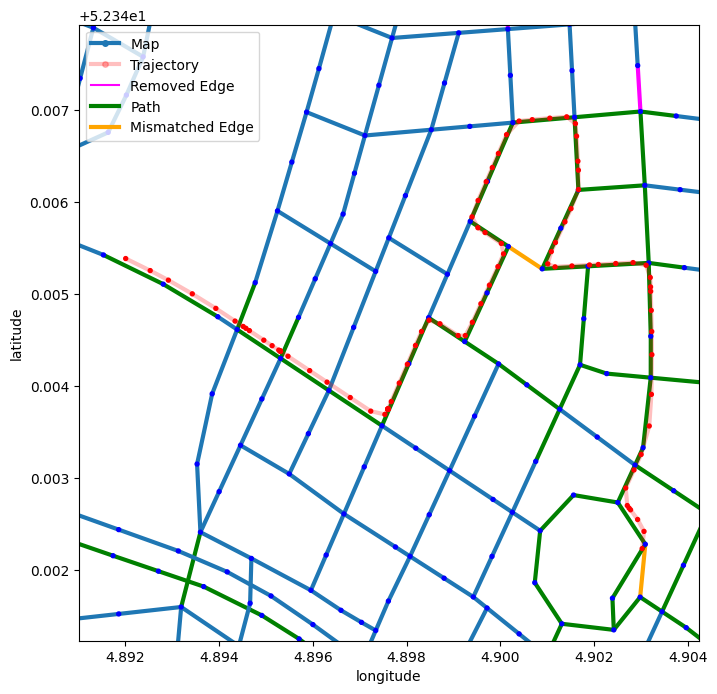 +5.234e1
Map
Trajectory
Removed Edge
Path
Mismatched Edge
0.007
0.006
0.005
0.004
0.003
0.002
latitude
4.892 4.894 4.896 4.898 4.900 4.902 4.904
longitude